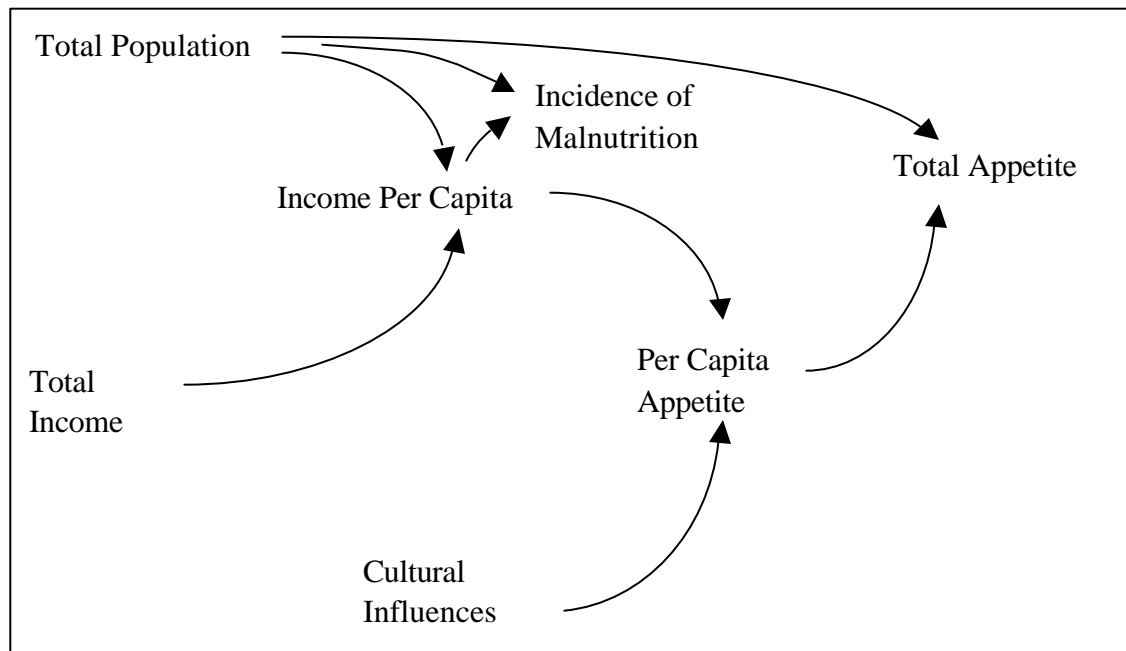 Total Population
Incidence of
Malnutrition
Total Appetite
Income Per Capita
Per Capita
Appetite
Total
Income
Cultural
Influences